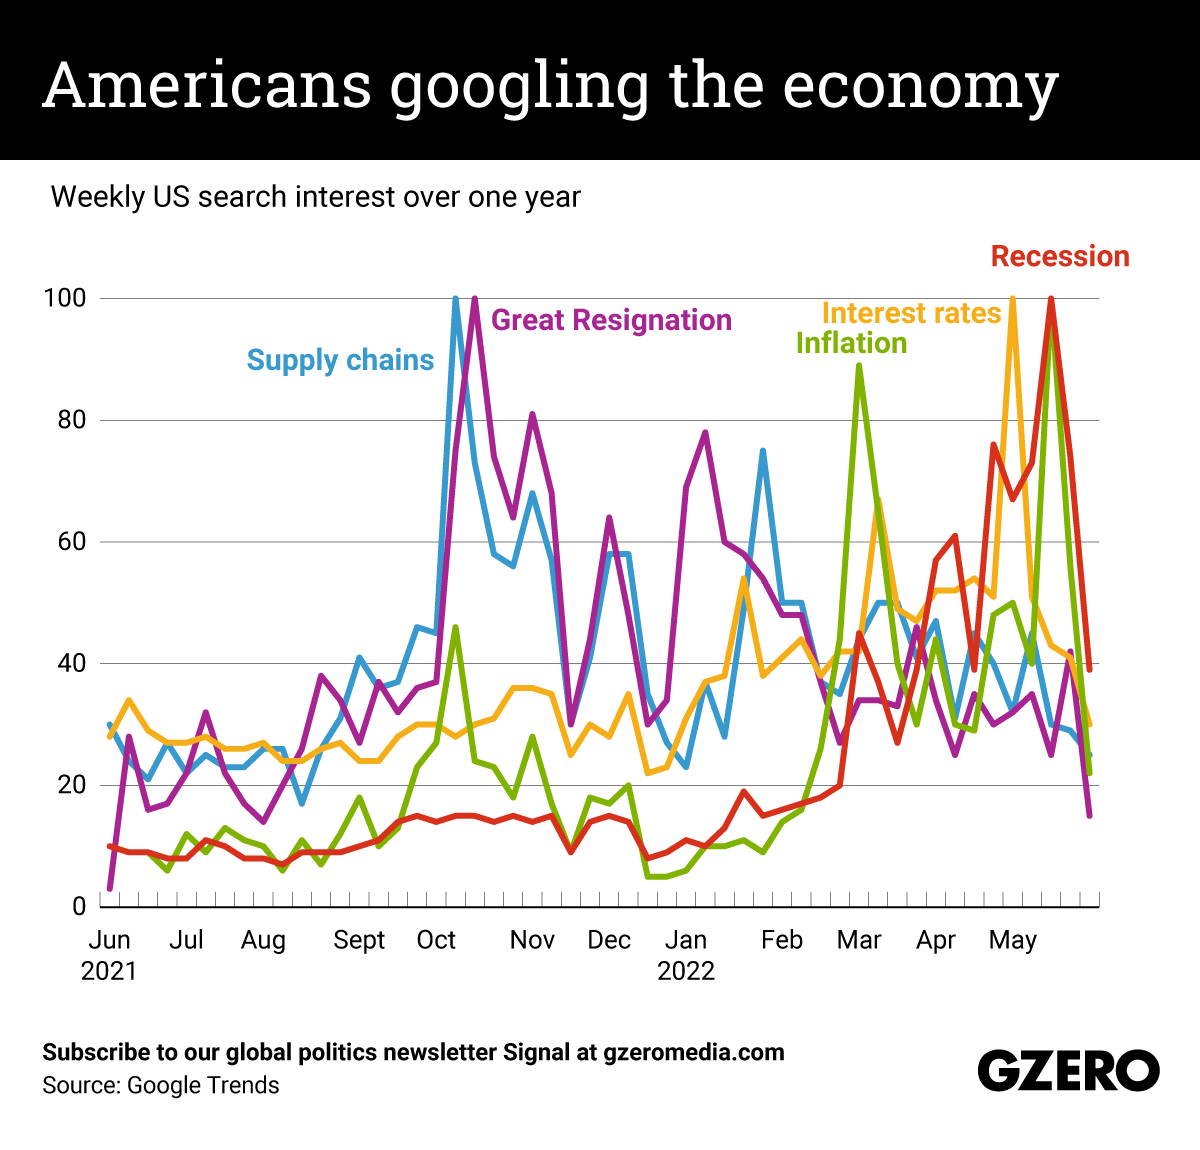 Americans googling the economy
Weekly US search interest over one year
Recession
100
Interest rates
Great Resignation
Inflation
Supply chains
80
60
40
20
0
Jun Jul Aug Sept Oct Nov Dec Jan Feb Mar Apr May
2021 2022
Subscribe to our global politics newsletter Signal at gzeromedia.com
Source: Google Trends
GZERO